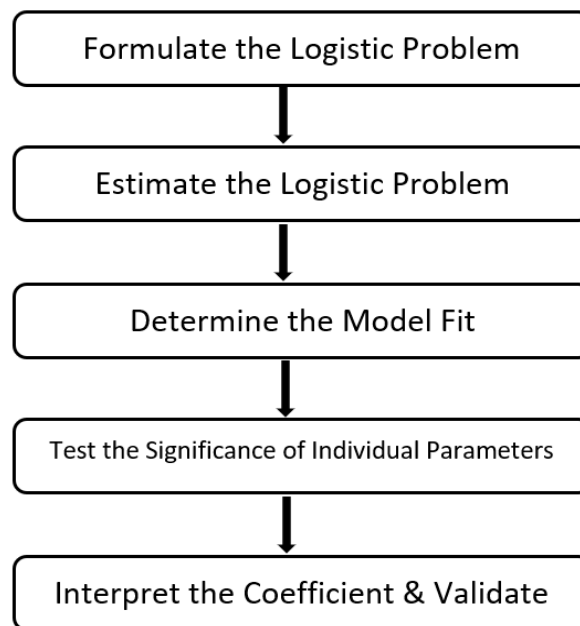 Formulate the Logistic Problem
Estimate the Logistic Problem
Determine the Model Fit
Test the Significance of Individual Parameters
Interpret the Coefficient & Validate